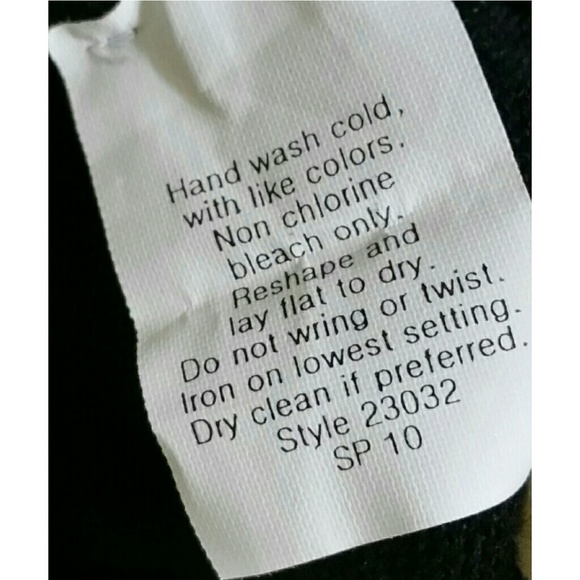 Hand wash cold,
with like colors.
Non chlorine
bleach only.
Reshape and
lay flat to dry.
Do not wring or twist.
Iron on lowest setting.
Dry clean if preferred.
Style 23032
SP 10